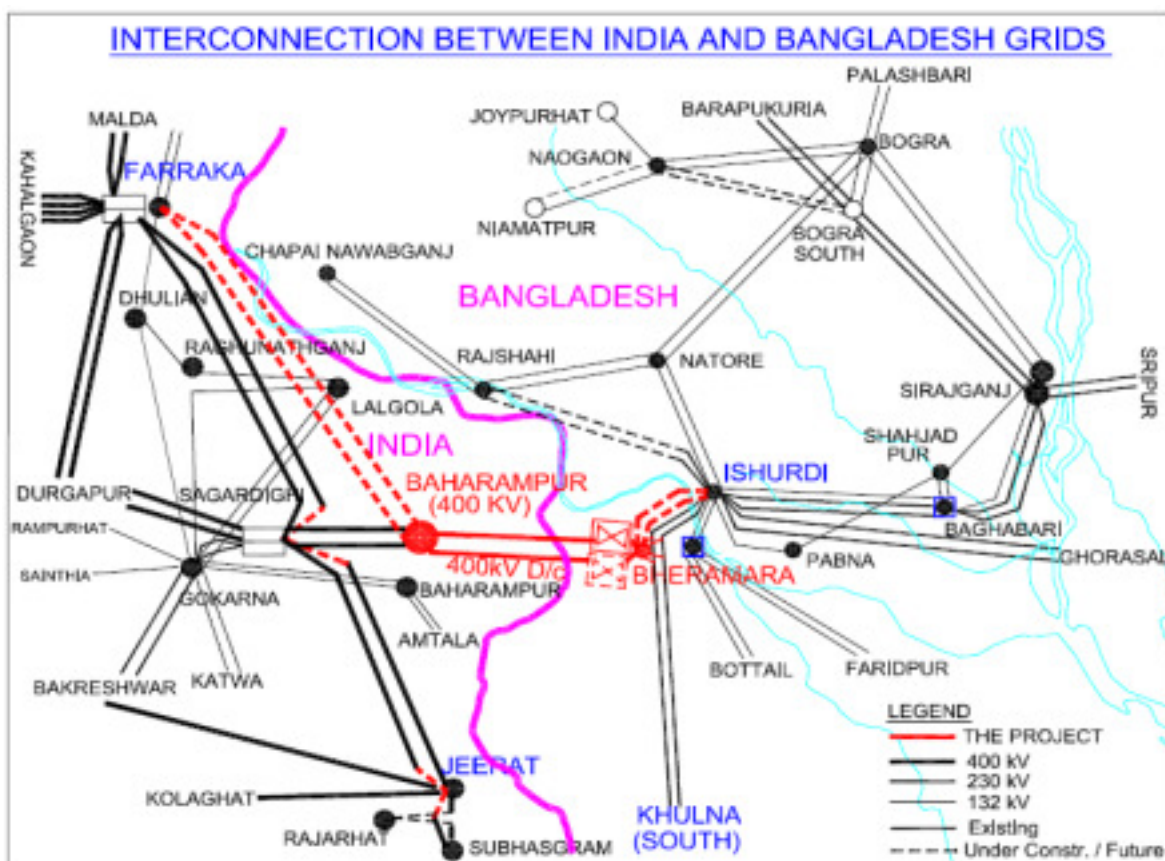 INTERCONNECTION BETWEEN INDIA AND BANGLADESH GRIDS
PALASHBARI
MALDA
JOYPURHAT
BARAPUKURIA
BOGRA
KAHALGAON
FARRAKA
NAOGAON
NIAMATPUR
BOGRA
SOUTH
CHAPAI NAWABGANJ
DHULIAN
BANGLADESH
RAGHUNATHGANJ
RAJSHAHI
NATORE
SIRAJGANJ
SRIPUR
LALGOLA
INDIA
SHAHJAD
PUR
BAHARAMPUR
(400 KV)
ISHURDI
DURGAPUR
SAGARDIGHI
RAMPURHAT
BAGHABARI
400kV D/c
BHERAMARA
PABNA
GHORASAL
SAINTHIA
GOKARNA
BAHARAMPUR
AMTALA
BOTTAIL
FARIDPUR
BAKRESHWAR
KATWA
LEGEND
THE PROJECT
400 kV
230 kV
132 kV
Existing
Under Constr. / Future
JEERAT
KOLAGHAT
KHULNA
(SOUTH)
RAJARHAT
SUBHASGRAM